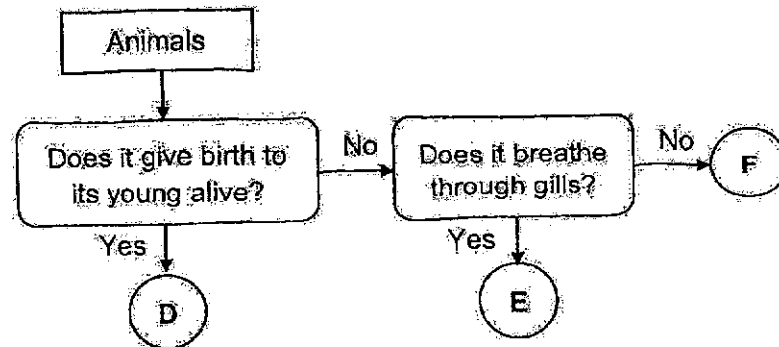 Animals
Does it give birth to
its young alive?
No
Does it breathe
through gills?
No
F
Yes
D
Yes
E